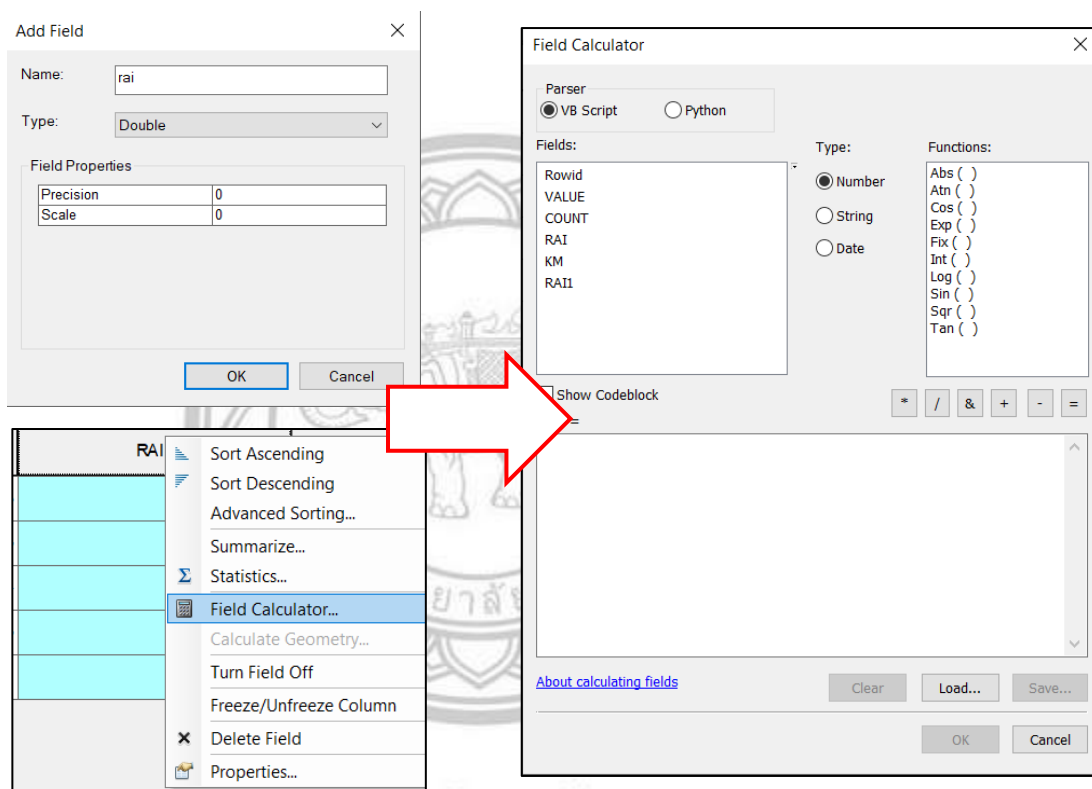 Add Field
Name:
rai
Type:
Double
Field Properties
Precision
0
Scale
0
OK
Cancel
RAI
Sort Ascending
Sort Descending
Advanced Sorting...
Summarize...
Σ Statistics...
Field Calculator...
Calculate Geometry...
Turn Field Off
Freeze/Unfreeze Column
Delete Field
Properties...
Field Calculator
Parser
VB Script
Python
Fields:
Rowid
VALUE
COUNT
RAI
KM
RAI1
Type:
Number
String
Date
Functions:
Abs ( )
Atn ( )
Cos ( )
Exp ( )
Fix ( )
Int ( )
Log ( )
Sin ( )
Sqr ( )
Tan ( )
Show Codeblock
* / & + - =
=
About calculating fields
Clear
Load...
Save...
OK
Cancel